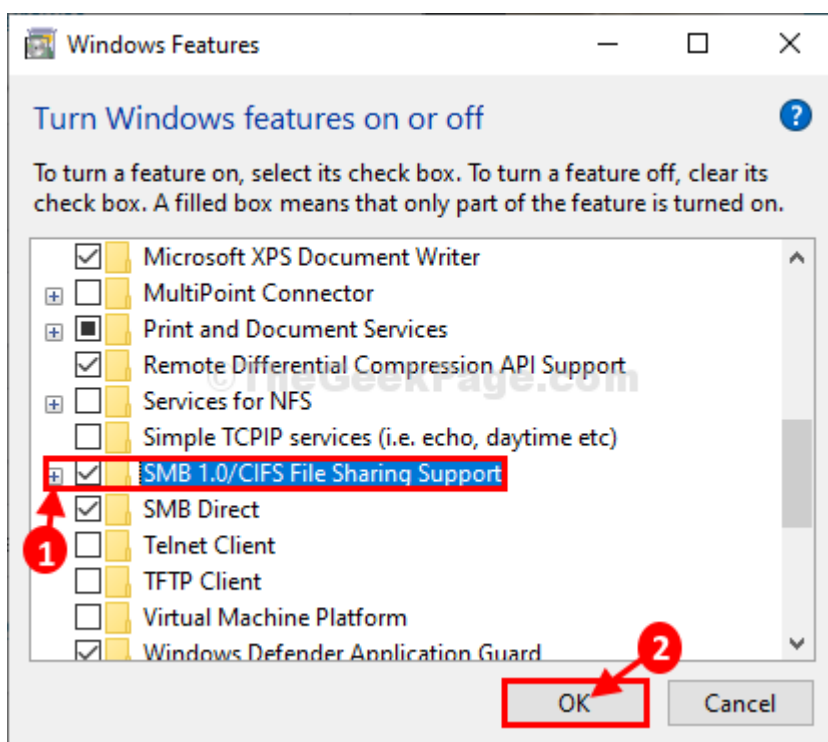 Windows Features
Turn Windows features on or off
?
To turn a feature on, select its check box. To turn a feature off, clear its
check box. A filled box means that only part of the feature is turned on.
Microsoft XPS Document Writer
MultiPoint Connector
Print and Document Services
Remote Differential Compression API Support
©TheGeekPage.com
Services for NFS
Simple TCPIP services (i.e. echo, daytime etc)
SMB 1.0/CIFS File Sharing Support
SMB Direct
1
Telnet Client
TFTP Client
Virtual Machine Platform
Windows Defender Application Guard
2
OK
Cancel